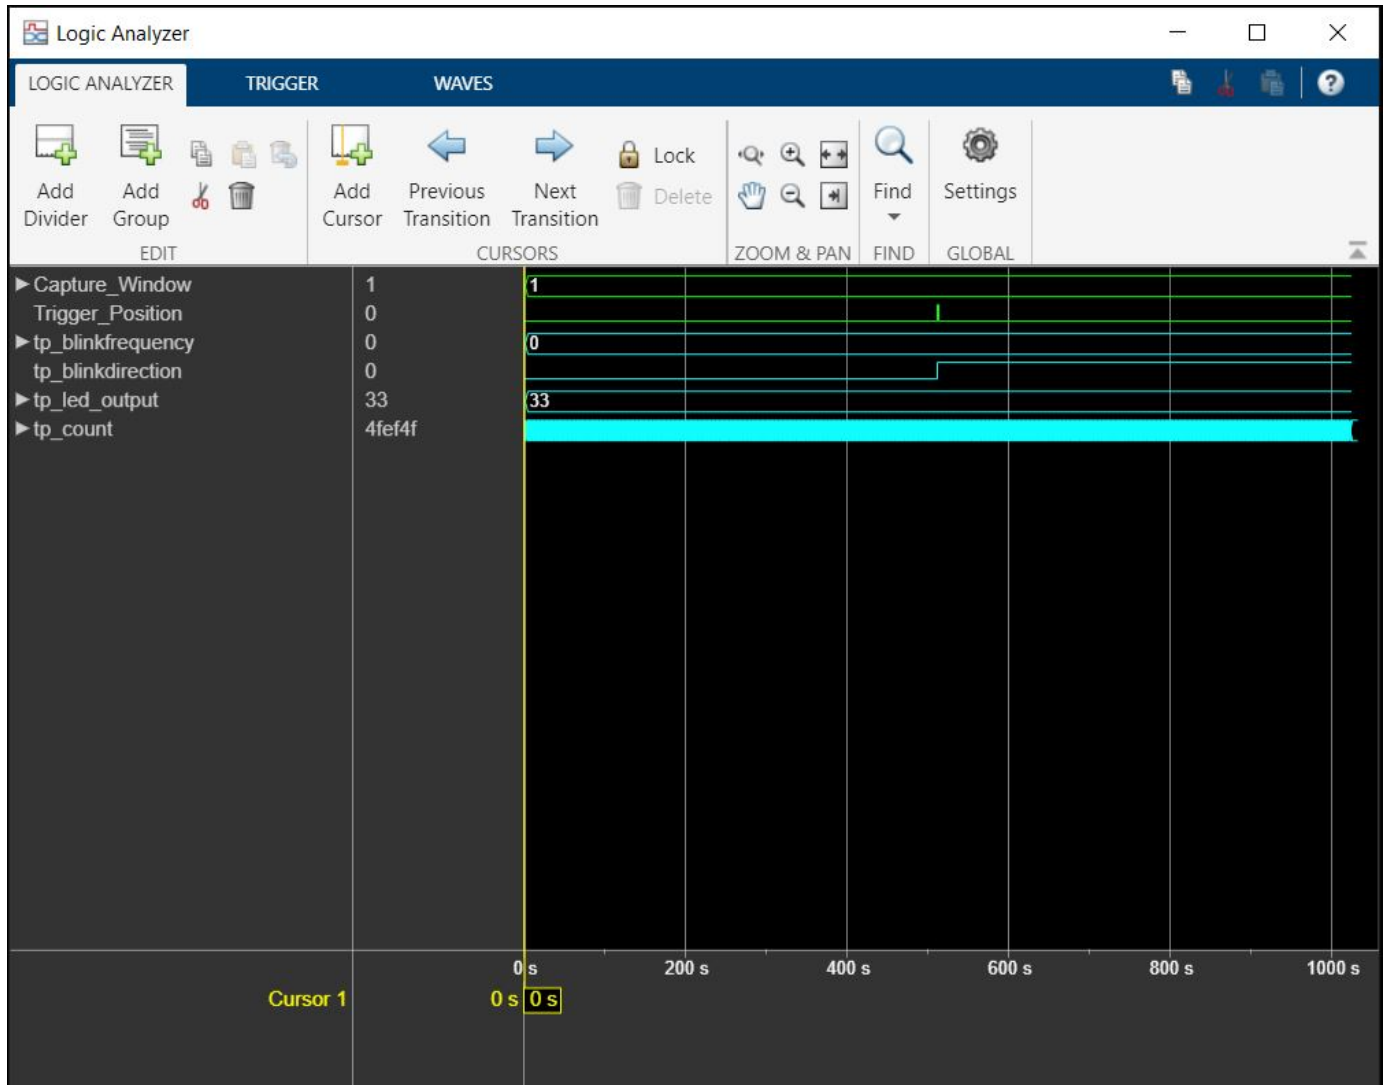 Logic Analyzer
LOGIC ANALYZER TRIGGER WAVES
Add Divider
Add Group
Add Cursor
Previous Transition
Next Transition
Lock
Delete
Find
Settings
EDIT CURSORS ZOOM & PAN FIND GLOBAL
Capture_Window 1 1
Trigger_Position 0
tp_blinkfrequency 0 0
tp_blinkdirection 0
tp_led_output 33 33
tp_count 4fef4f
0 s 200 s 400 s 600 s 800 s 1000 s
Cursor 1 0 s 0 s